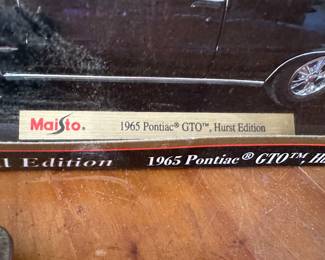 Maisto. 1965 Pontiac® GTO™, Hurst Edition
Edition 1965 Pontiac® GTO™, H